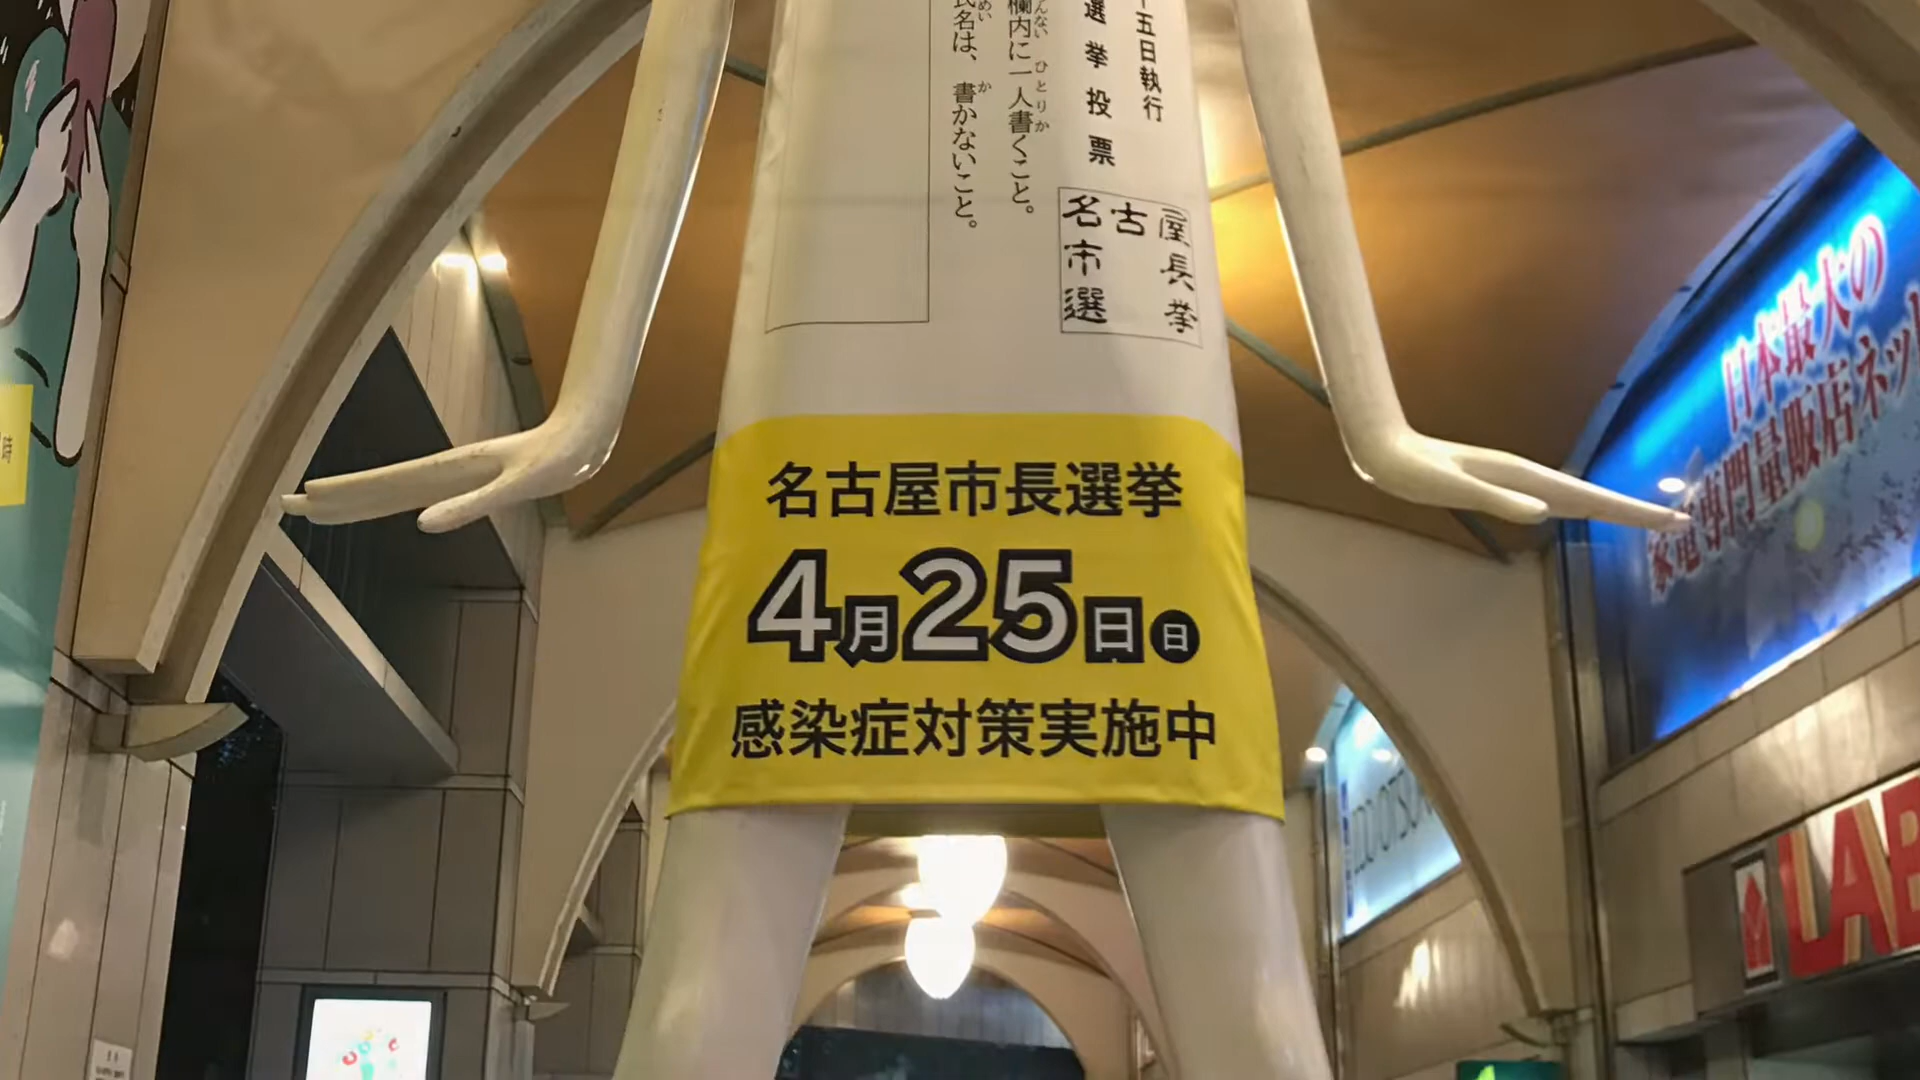 五日執行
選挙投票
欄内に一人書くこと。
氏名は、書かないこと。
名古屋
市長
選挙
名古屋市長選挙
4月25日日
感染症対策実施中
日本最大の
家電専門量販店ネット
LAB
時